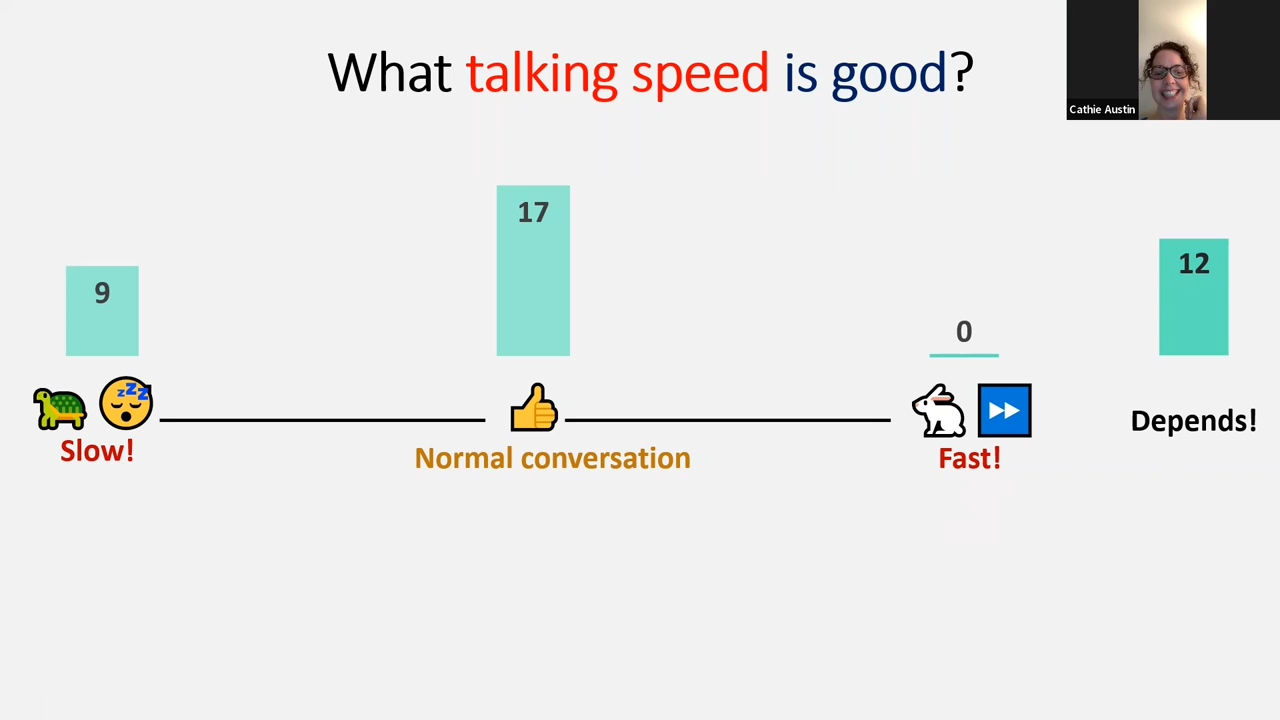 What talking speed is good?
Cathie Austin
9
17
0
12
Slow!
Normal conversation
Fast!
Depends!